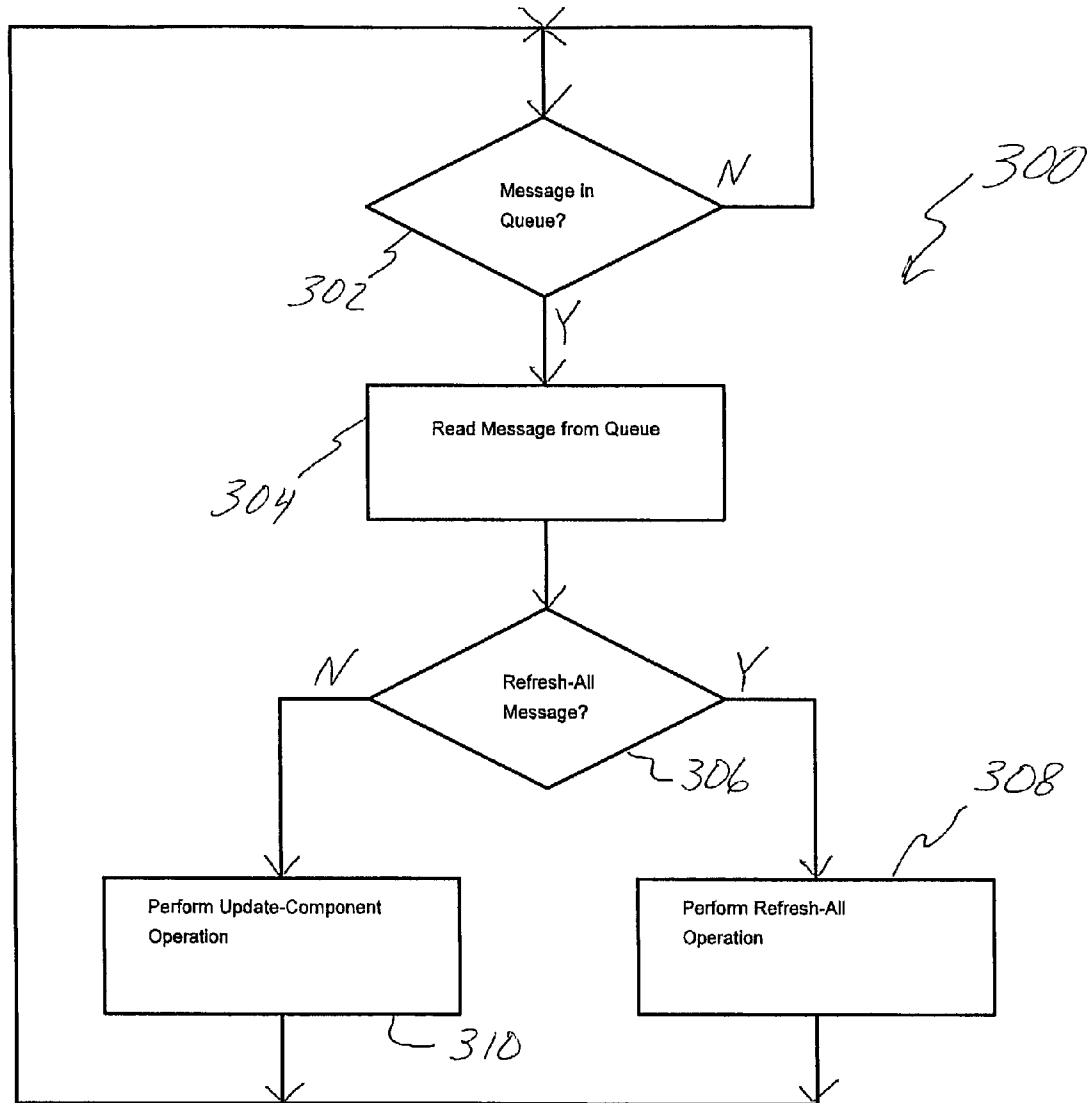 Message in
Queue?
N
300
302
Y
Read Message from Queue
304
N
Refresh-All
Message?
Y
306
308
Perform Update-Component
Operation
Perform Refresh-All
Operation
310